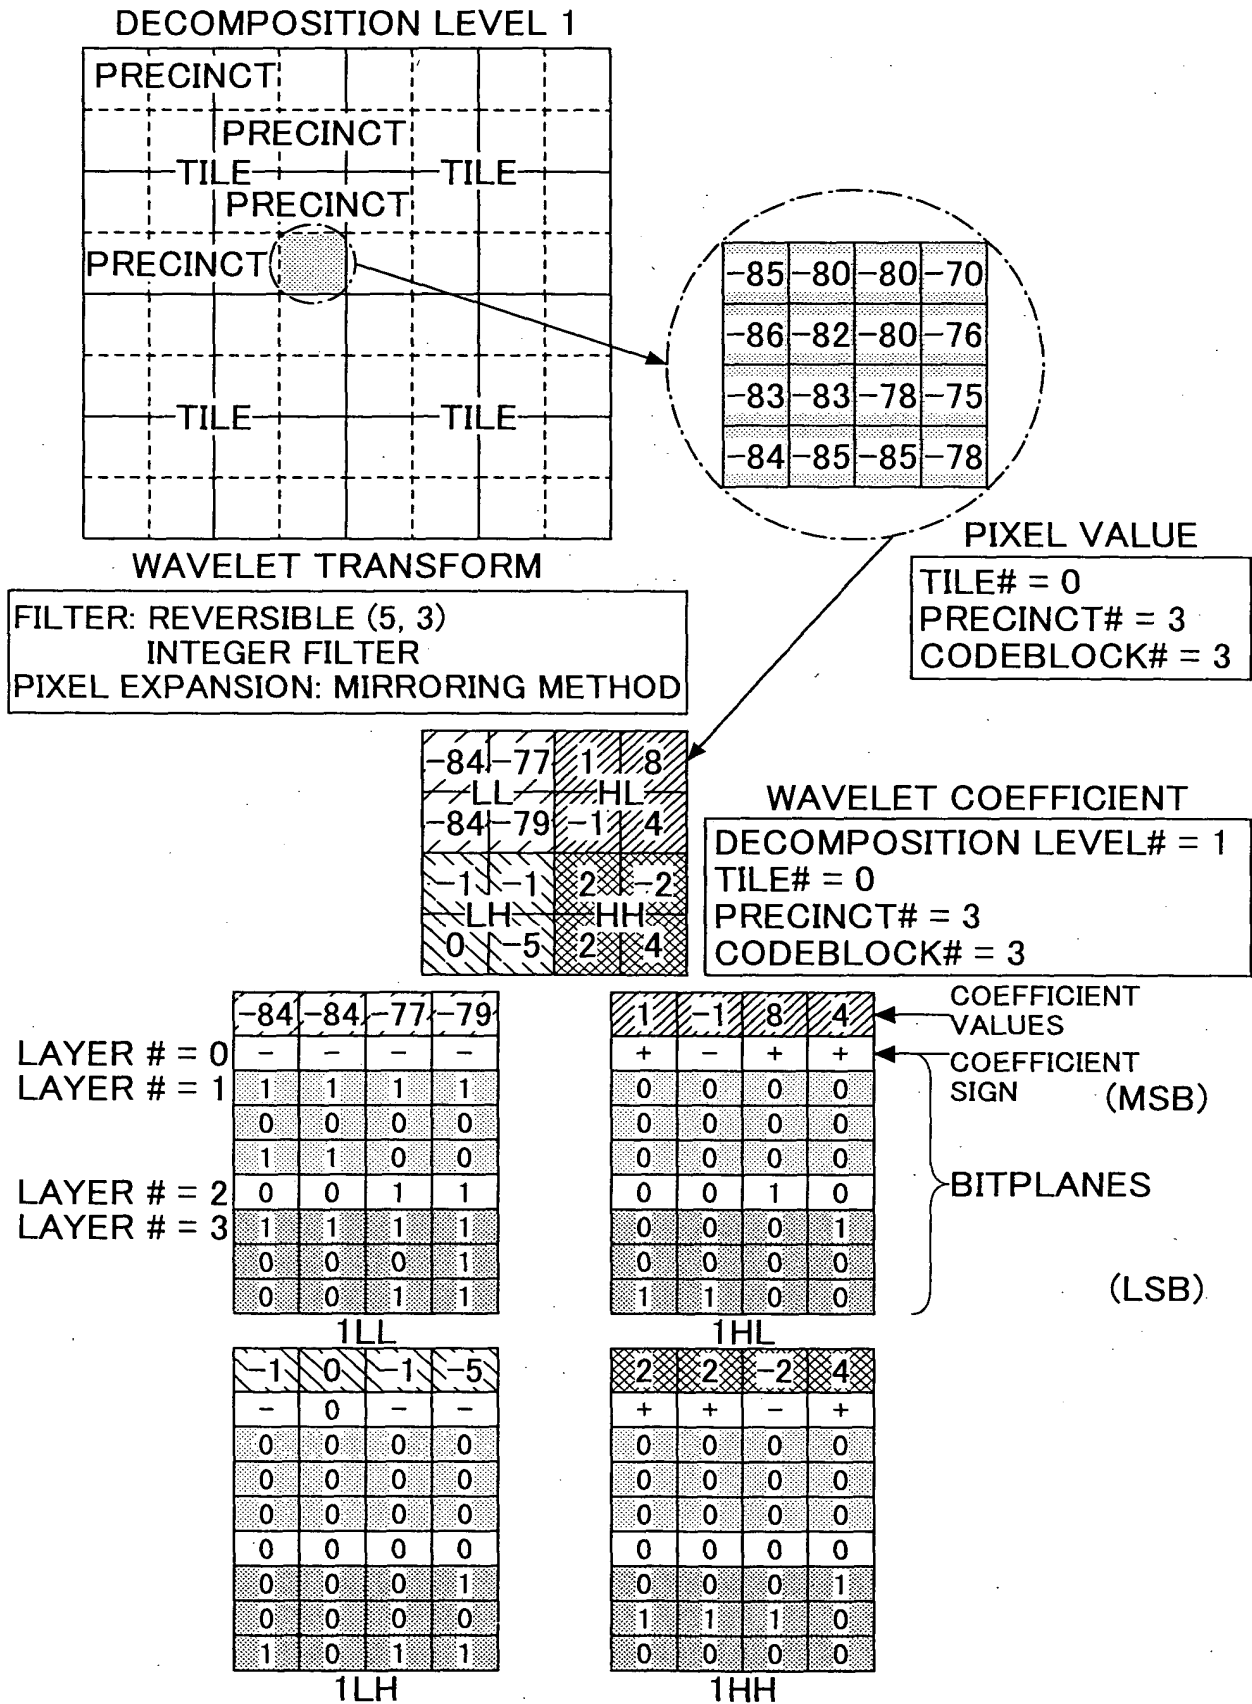 DECOMPOSITION LEVEL 1
PRECINCT
PRECINCT
TILE TILE
PRECINCT
PRECINCT
TILE TILE
-85 -80 -80 -70
-86 -82 -80 -76
-83 -83 -78 -75
-84 -85 -85 -78
PIXEL VALUE
TILE# = 0
PRECINCT# = 3
CODEBLOCK# = 3
WAVELET TRANSFORM
FILTER: REVERSIBLE (5, 3)
INTEGER FILTER
PIXEL EXPANSION: MIRRORING METHOD
-84 -77 1 8
LL HL
-84 -79 -1 4
-1 -1 2 -2
LH HH
0 -5 2 4
WAVELET COEFFICIENT
DECOMPOSITION LEVEL# = 1
TILE# = 0
PRECINCT# = 3
CODEBLOCK# = 3
-84 -84 -77 -79
LAYER # = 0 - - - -
LAYER # = 1 1 1 1 1
0 0 0 0
1 1 0 0
LAYER # = 2 0 0 1 1
LAYER # = 3 1 1 1 1
0 0 0 1
0 0 1 1
1LL
1 -1 8 4
+ - + +
0 0 0 0
0 0 0 0
0 0 0 0
0 0 1 0
0 0 0 1
0 0 0 0
1 1 0 0
1HL
COEFFICIENT
VALUES
COEFFICIENT
SIGN
(MSB)
BITPLANES
(LSB)
-1 0 -1 -5
- 0 - -
0 0 0 0
0 0 0 0
0 0 0 0
0 0 0 0
0 0 0 1
0 0 0 0
1 0 1 1
1LH
2 2 -2 4
+ + - +
0 0 0 0
0 0 0 0
0 0 0 0
0 0 0 0
0 0 0 1
1 1 1 0
0 0 0 0
1HH